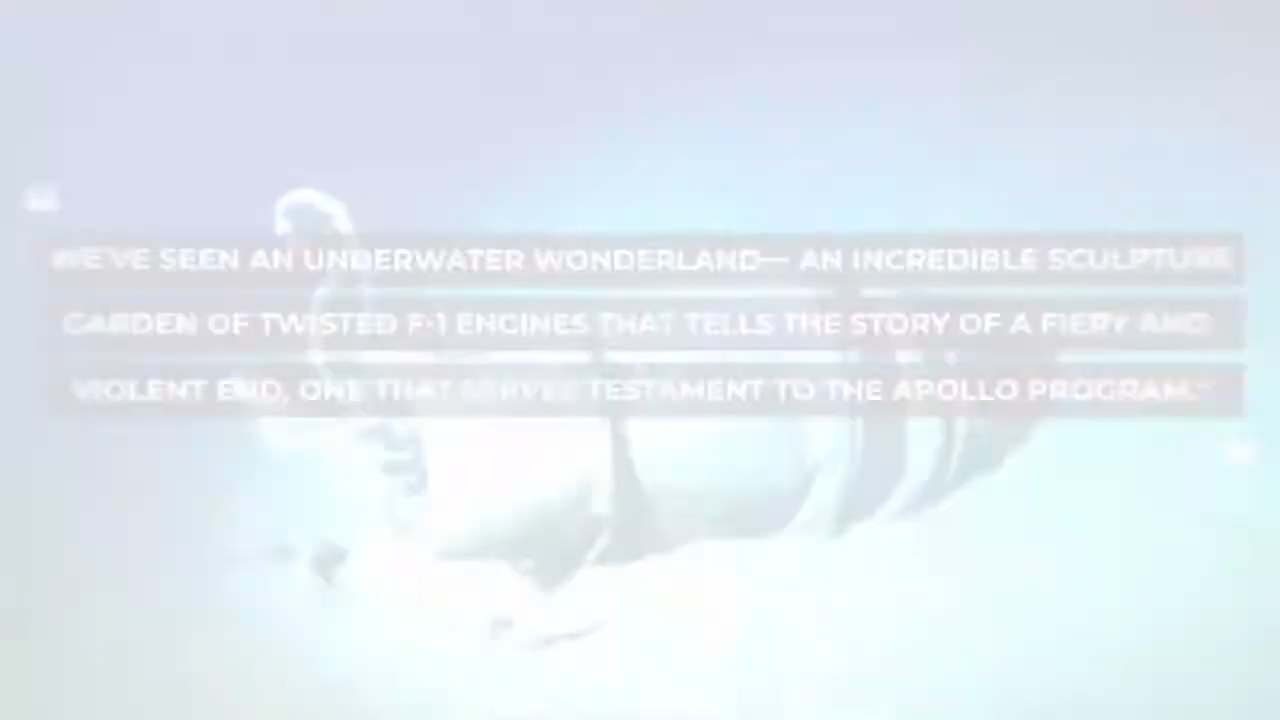 WE'VE SEEN AN UNDERWATER WONDERLAND— AN INCREDIBLE SCULPTURE
GARDEN OF TWISTED F-1 ENGINES THAT TELLS THE STORY OF A FIERY AND
VIOLENT END, ONE THAT SERVES TESTAMENT TO THE APOLLO PROGRAM."